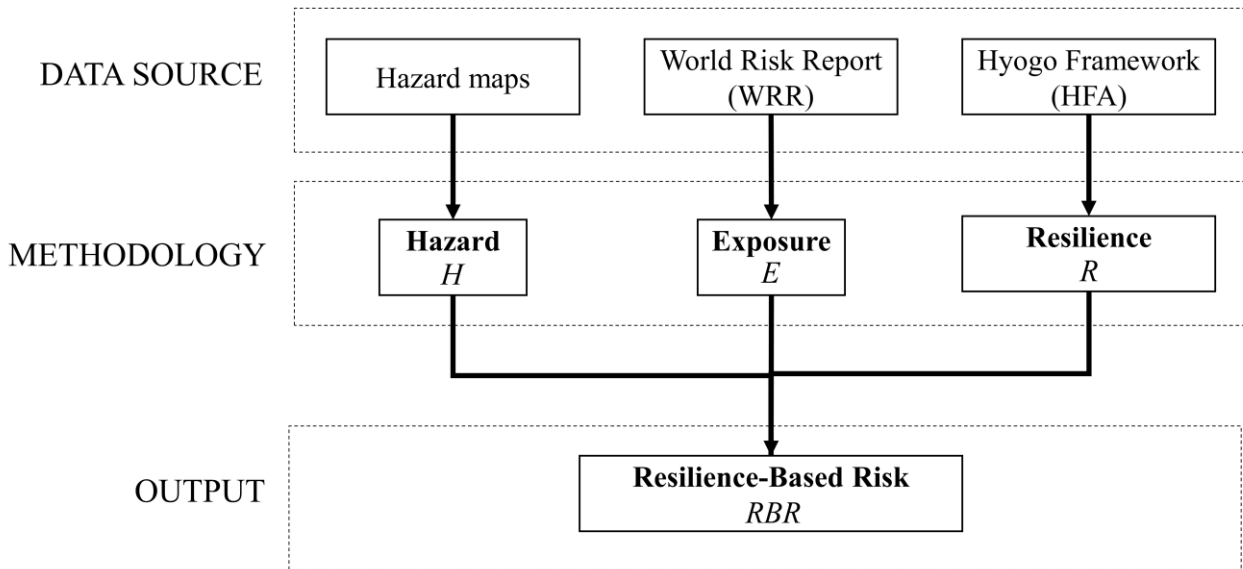 DATA SOURCE
Hazard maps
World Risk Report
(WRR)
Hyogo Framework
(HFA)
METHODOLOGY
Hazard
H
Exposure
E
Resilience
R
OUTPUT
Resilience-Based Risk
RBR